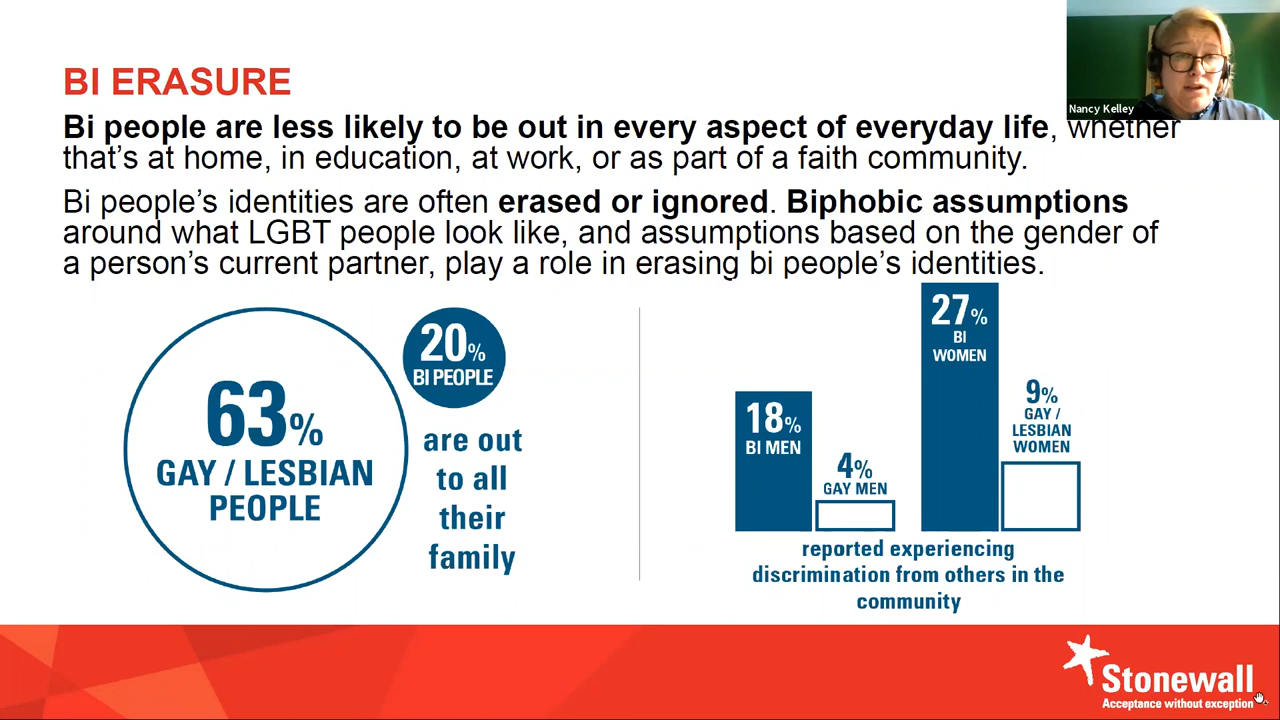 BI ERASURE
Nancy Kelley
Bi people are less likely to be out in every aspect of everyday life, whether
that's at home, in education, at work, or as part of a faith community.
Bi people's identities are often erased or ignored. Biphobic assumptions
around what LGBT people look like, and assumptions based on the gender of
a person's current partner, play a role in erasing bi people's identities.
63%
GAY / LESBIAN
PEOPLE
20%
BI PEOPLE
are out
to all
their
family
18%
BI MEN
4%
GAY MEN
27%
BI
WOMEN
9%
GAY /
LESBIAN
WOMEN
reported experiencing
discrimination from others in the
community
Stonewall
Acceptance without exception